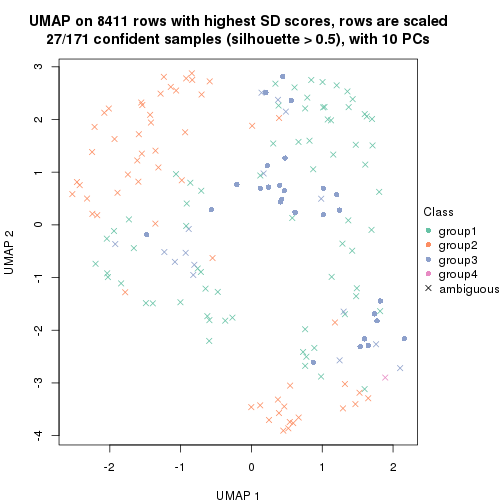 UMAP on 8411 rows with highest SD scores, rows are scaled
27/171 confident samples (silhouette > 0.5), with 10 PCs
3
2
1
0
-1
-2
-3
-4
UMAP 2
-2
-1
0
1
2
UMAP 1
Class
group1
group2
group3
group4
ambiguous